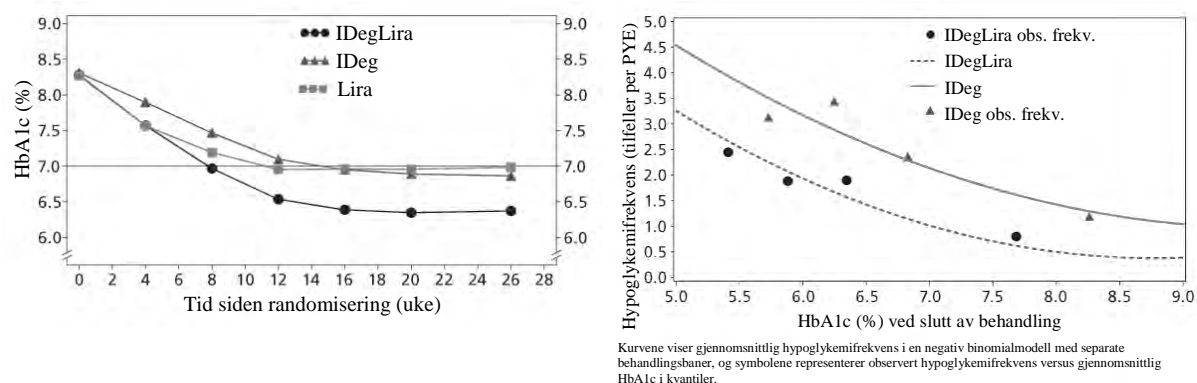 HbA1c (%)
9.0
8.5
8.0
7.5
7.0
6.5
6.0
9.0
8.5
8.0
7.5
7.0
6.5
6.0
IDegLira
IDeg
Lira
0 2 4 6 8 10 12 14 16 18 20 22 24 26 28
Tid siden randomisering (uke)
Hypoglykemifrekvens (tilfeller per PYE)
5.0
4.5
4.0
3.5
3.0
2.5
2.0
1.5
1.0
0.5
0.0
IDegLira obs. frekv.
IDegLira
IDeg
IDeg obs. frekv.
5.0 5.5 6.0 6.5 7.0 7.5 8.0 8.5 9.0
HbA1c (%) ved slutt av behandling
Kurvene viser gjennomsnittlig hypoglykemifrekvens i en negativ binomialmodell med separate
behandlingsbaner, og symbolene representerer observert hypoglykemifrekvens versus gjennomsnittlig
HbA1c i kvantiler.